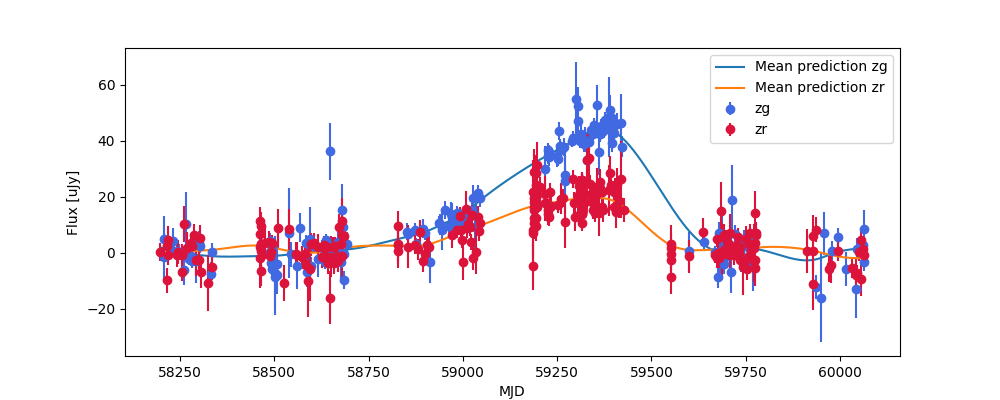 Mean prediction zg
Mean prediction zr
zg
zr
60
40
20
0
−20
Flux [uJy]
58250 58500 58750 59000 59250 59500 59750 60000
MJD